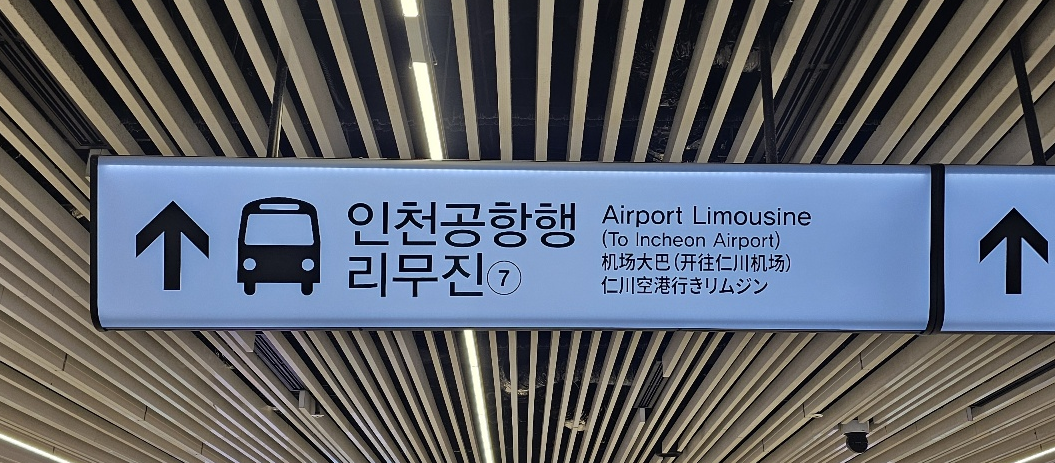 인천공항행
리무진⑦
Airport Limousine
(To Incheon Airport)
机场大巴(开往仁川机场)
仁川空港行きリムジン